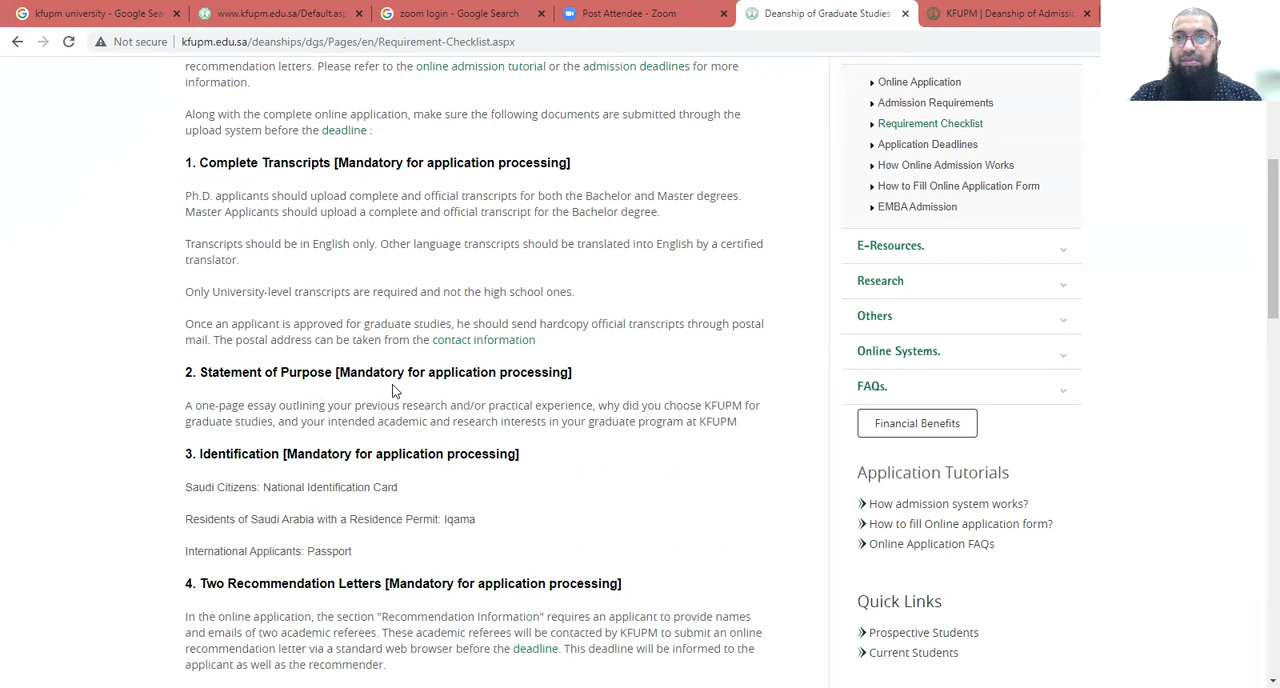 kfupm university - Google Sea
www.kfupm.edu.sa/Default.asp
zoom login - Google Search
Post Attendee - Zoom
Deanship of Graduate Studies
KFUPM | Deanship of Admissio
Not secure
kfupm.edu.sa/deanships/dgs/Pages/en/Requirement-Checklist.aspx
recommendation letters. Please refer to the online admission tutorial or the admission deadlines for more
information.
Along with the complete online application, make sure the following documents are submitted through the
upload system before the deadline :
1. Complete Transcripts [Mandatory for application processing]
Ph.D. applicants should upload complete and official transcripts for both the Bachelor and Master degrees.
Master Applicants should upload a complete and official transcript for the Bachelor degree.
Transcripts should be in English only. Other language transcripts should be translated into English by a certified
translator.
Only University-level transcripts are required and not the high school ones.
Once an applicant is approved for graduate studies, he should send hardcopy official transcripts through postal
mail. The postal address can be taken from the contact information
2. Statement of Purpose [Mandatory for application processing]
A one-page essay outlining your previous research and/or practical experience, why did you choose KFUPM for
graduate studies, and your intended academic and research interests in your graduate program at KFUPM
3. Identification [Mandatory for application processing]
Saudi Citizens: National Identification Card
Residents of Saudi Arabia with a Residence Permit: Iqama
International Applicants: Passport
4. Two Recommendation Letters [Mandatory for application processing]
In the online application, the section "Recommendation Information" requires an applicant to provide names
and emails of two academic referees. These academic referees will be contacted by KFUPM to submit an online
recommendation letter via a standard web browser before the deadline. This deadline will be informed to the
applicant as well as the recommender.
Online Application
Admission Requirements
Requirement Checklist
Application Deadlines
How Online Admission Works
How to Fill Online Application Form
EMBA Admission
E-Resources.
Research
Others
Online Systems.
FAQs.
Financial Benefits
Application Tutorials
How admission system works?
How to fill Online application form?
Online Application FAQs
Quick Links
Prospective Students
Current Students